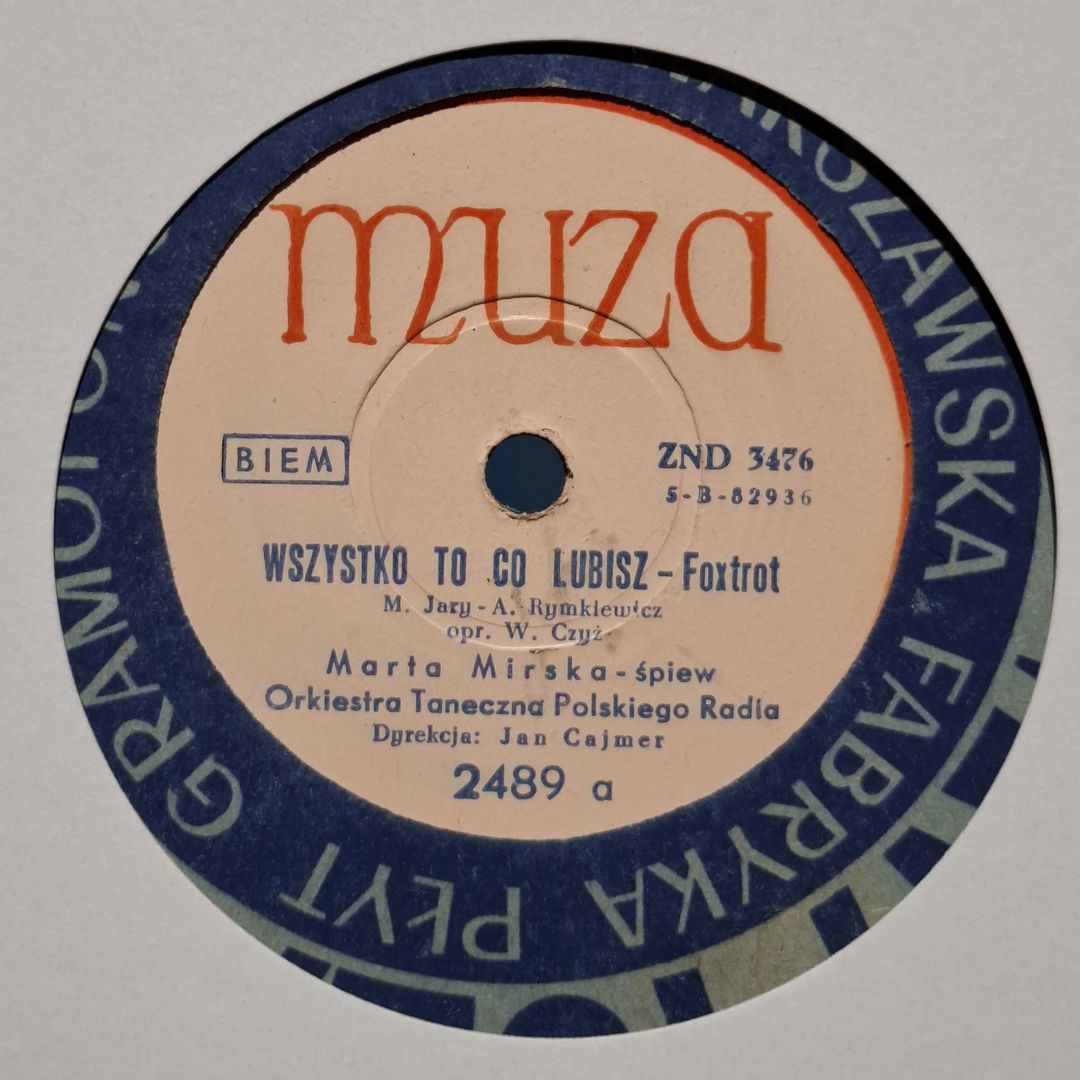 muza
BIEM
ZND 3476
5-B-82936
WSZYSTKO TO CO LUBISZ - Foxtrot
M. Jary - A. Rymkiewicz
opr. W. Czyż
Marta Mirska - śpiew
Orkiestra Taneczna Polskiego Radia
Dyrekcja: Jan Cajmer
2489 a
WARSZAWSKA FABRYKA PŁYT